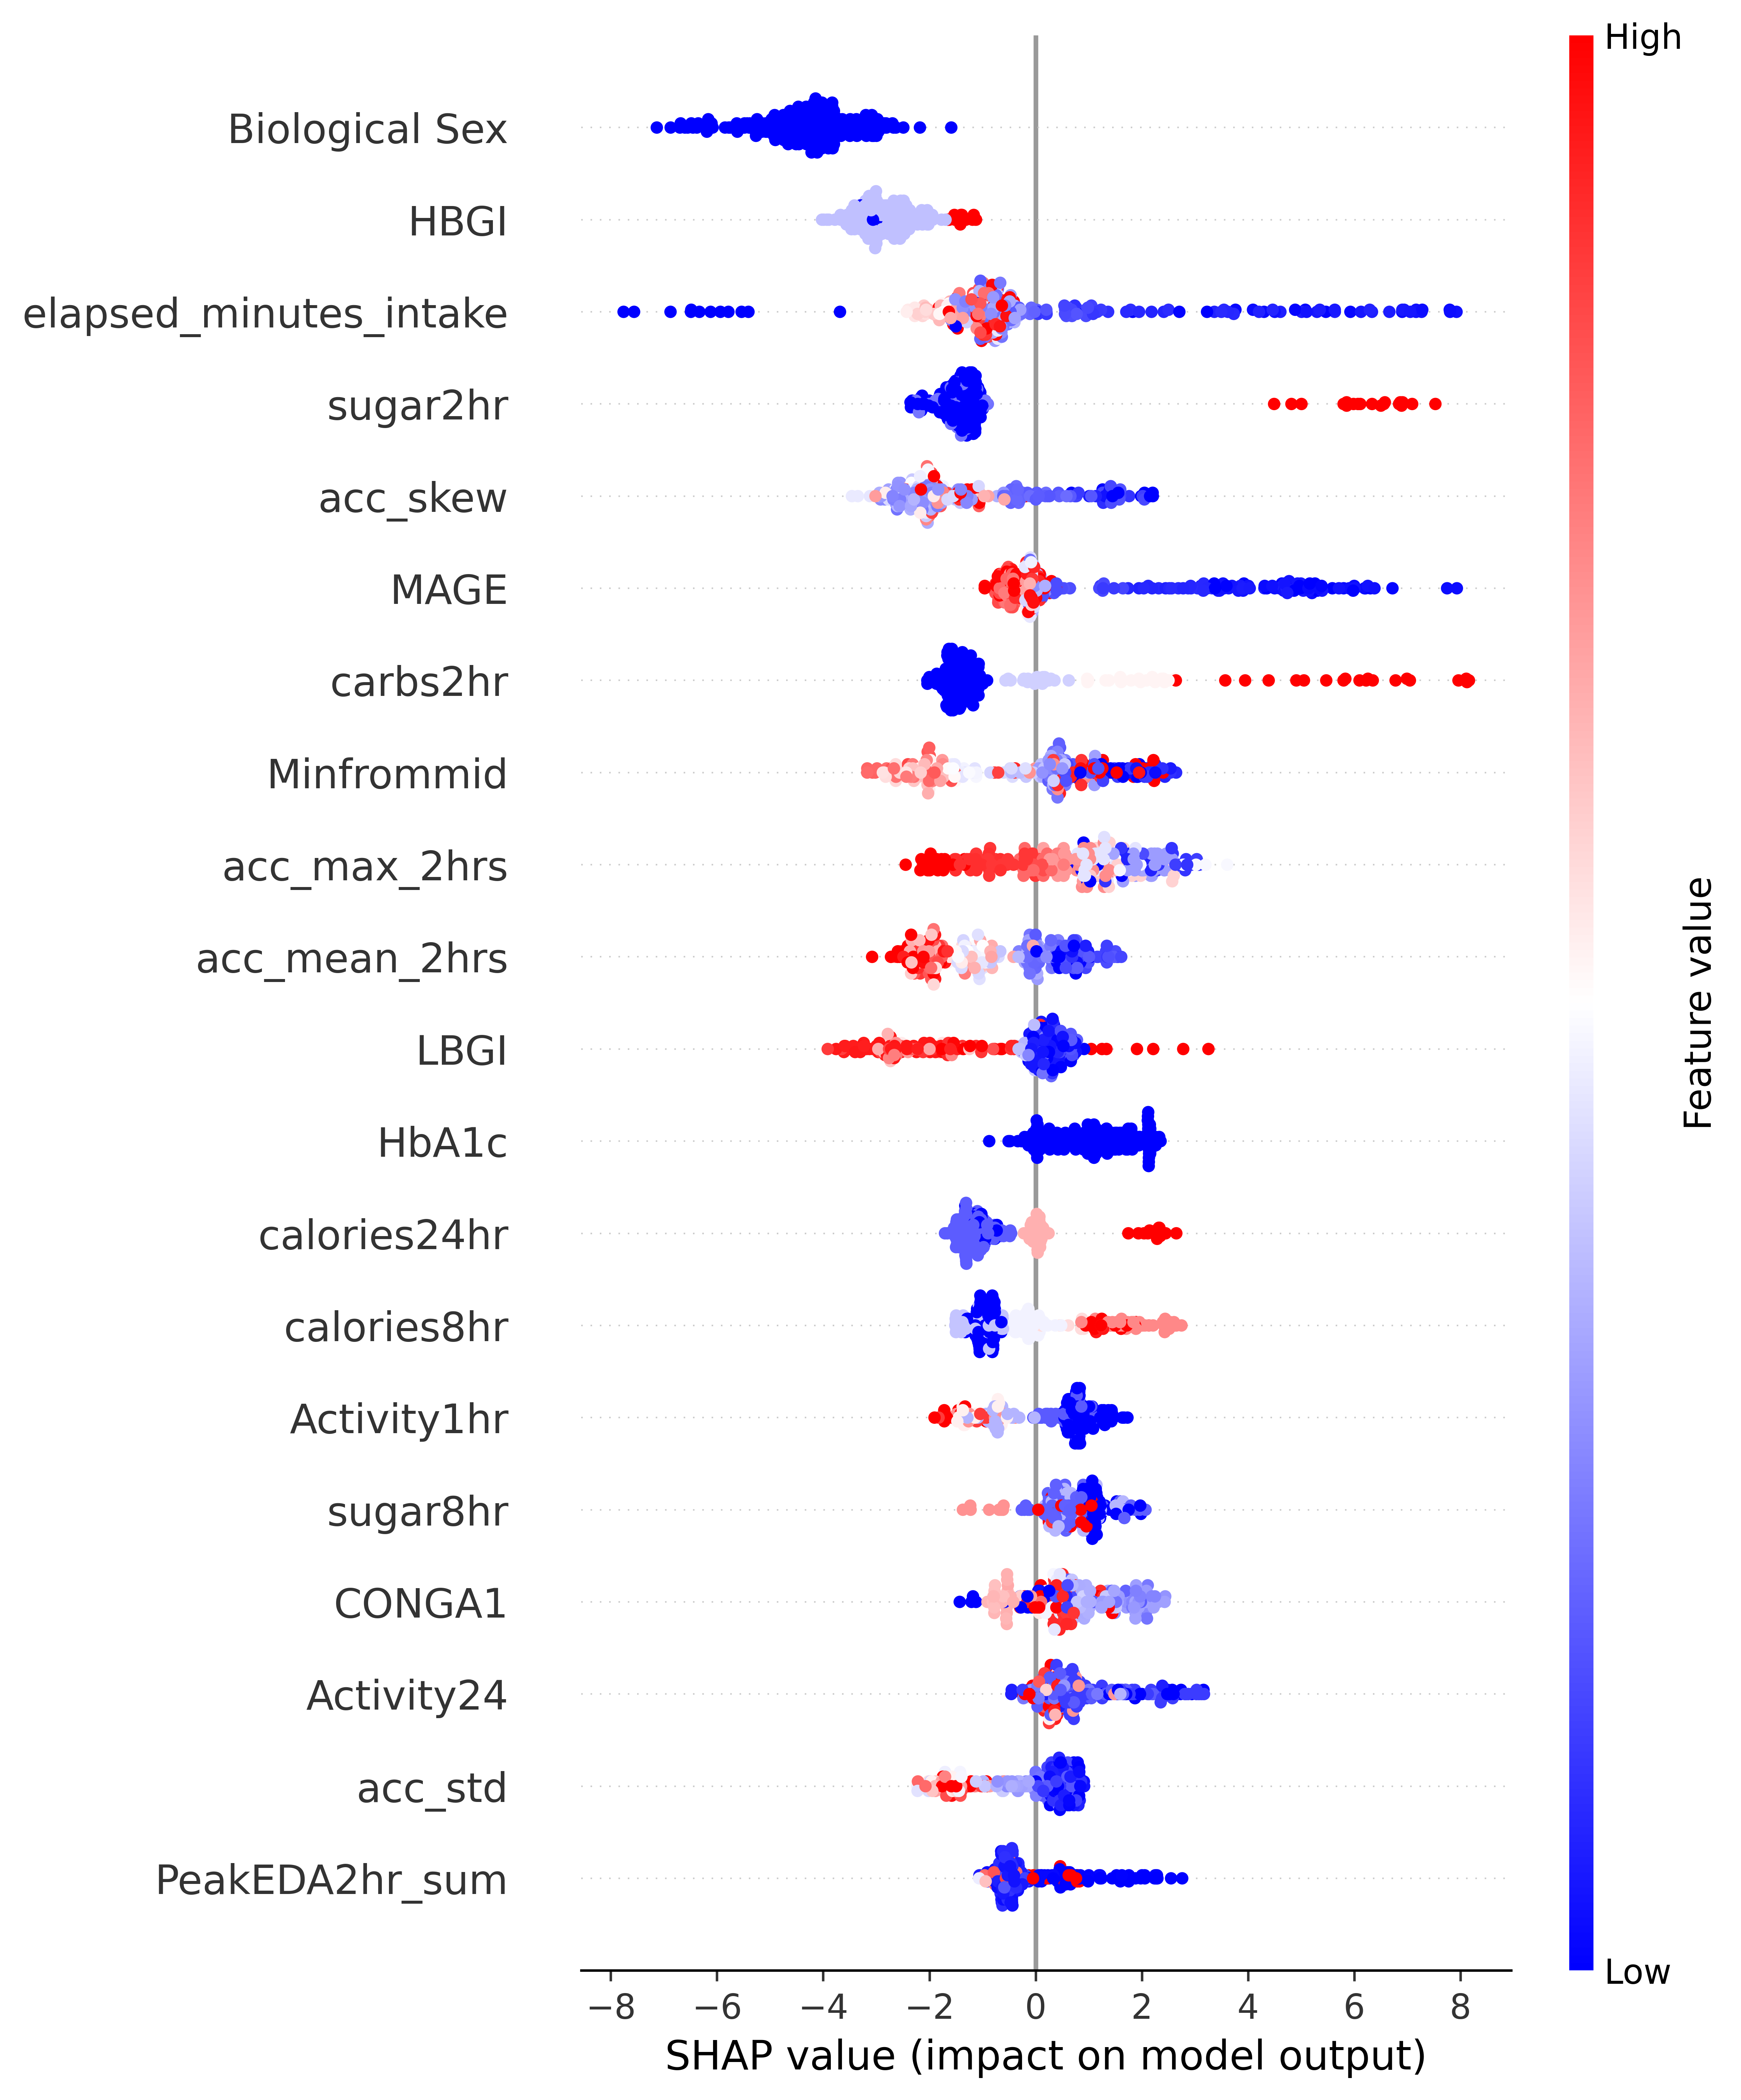 High
Biological Sex
HBGI
elapsed_minutes_intake
sugar2hr
acc_skew
MAGE
carbs2hr
Minfrommid
acc_max_2hrs
acc_mean_2hrs
LBGI
HbA1c
calories24hr
calories8hr
Activity1hr
sugar8hr
CONGA1
Activity24
acc_std
PeakEDA2hr_sum
Feature value
Low
−8 −6 −4 −2 0 2 4 6 8
SHAP value (impact on model output)